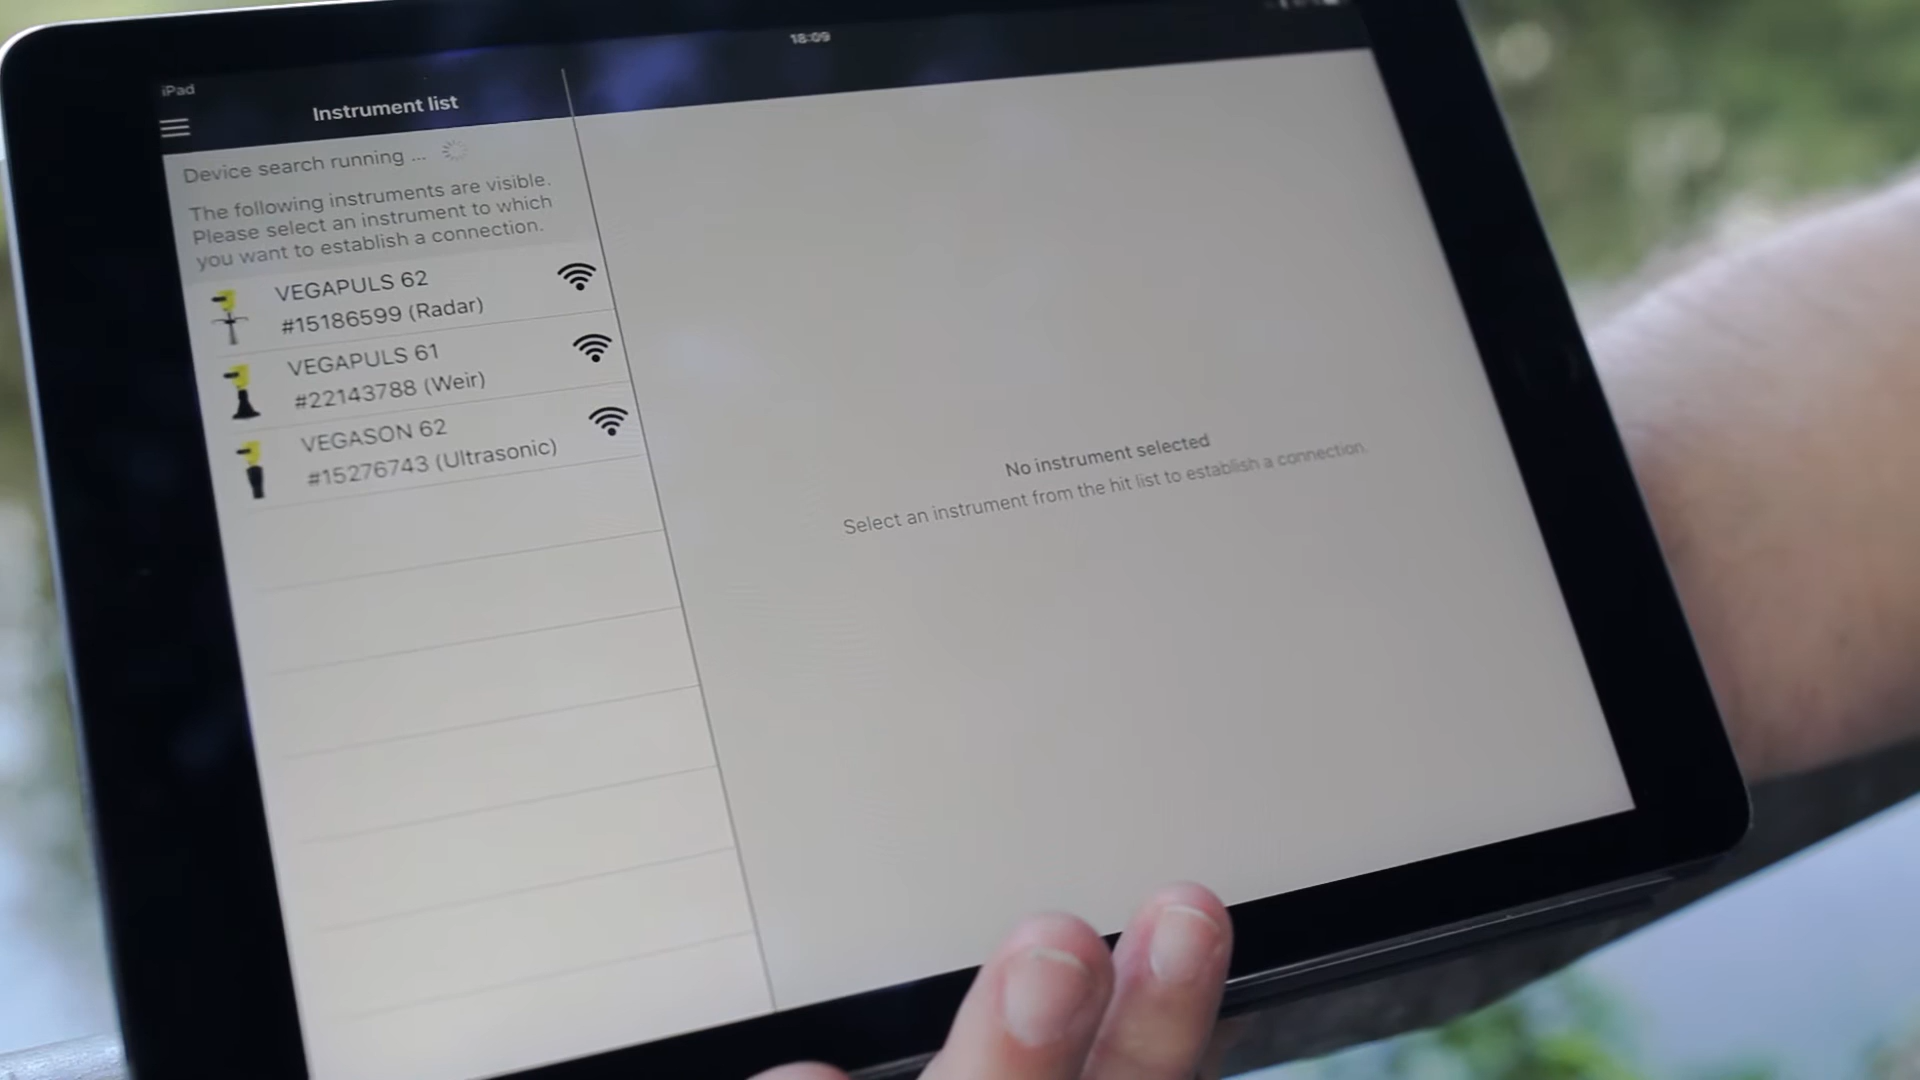 18:09
iPad
Instrument list
Device search running ...
The following instruments are visible.
Please select an instrument to which
you want to establish a connection.
VEGAPULS 62
#15186599 (Radar)
VEGAPULS 61
#22143788 (Weir)
VEGASON 62
#15276743 (Ultrasonic)
No instrument selected
Select an instrument from the hit list to establish a connection.